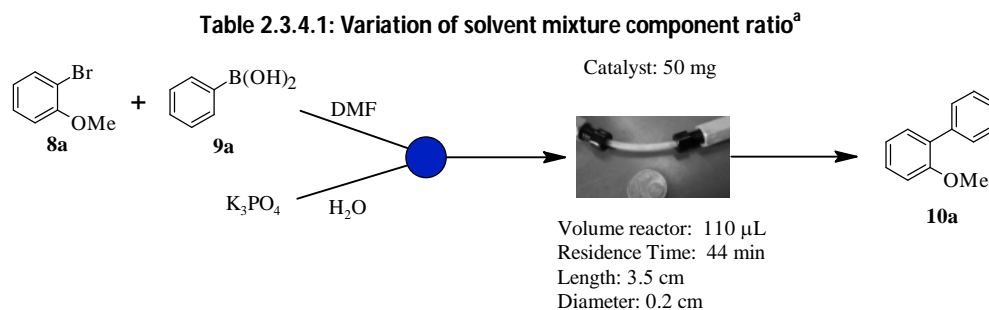 Table 2.3.4.1: Variation of solvent mixture component ratioᵃ
Catalyst: 50 mg
Br
OMe
8a
+
B(OH)₂
9a
DMF
K₃PO₄
H₂O
Volume reactor: 110 μL
Residence Time: 44 min
Length: 3.5 cm
Diameter: 0.2 cm
OMe
10a